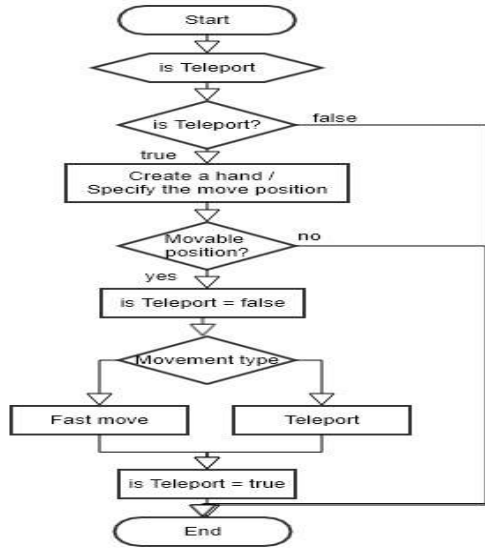 Start
is Teleport
is Teleport?
false
true
Create a hand /
Specify the move position
Movable
position?
no
yes
is Teleport = false
Movement type
Fast move
Teleport
is Teleport = true
End